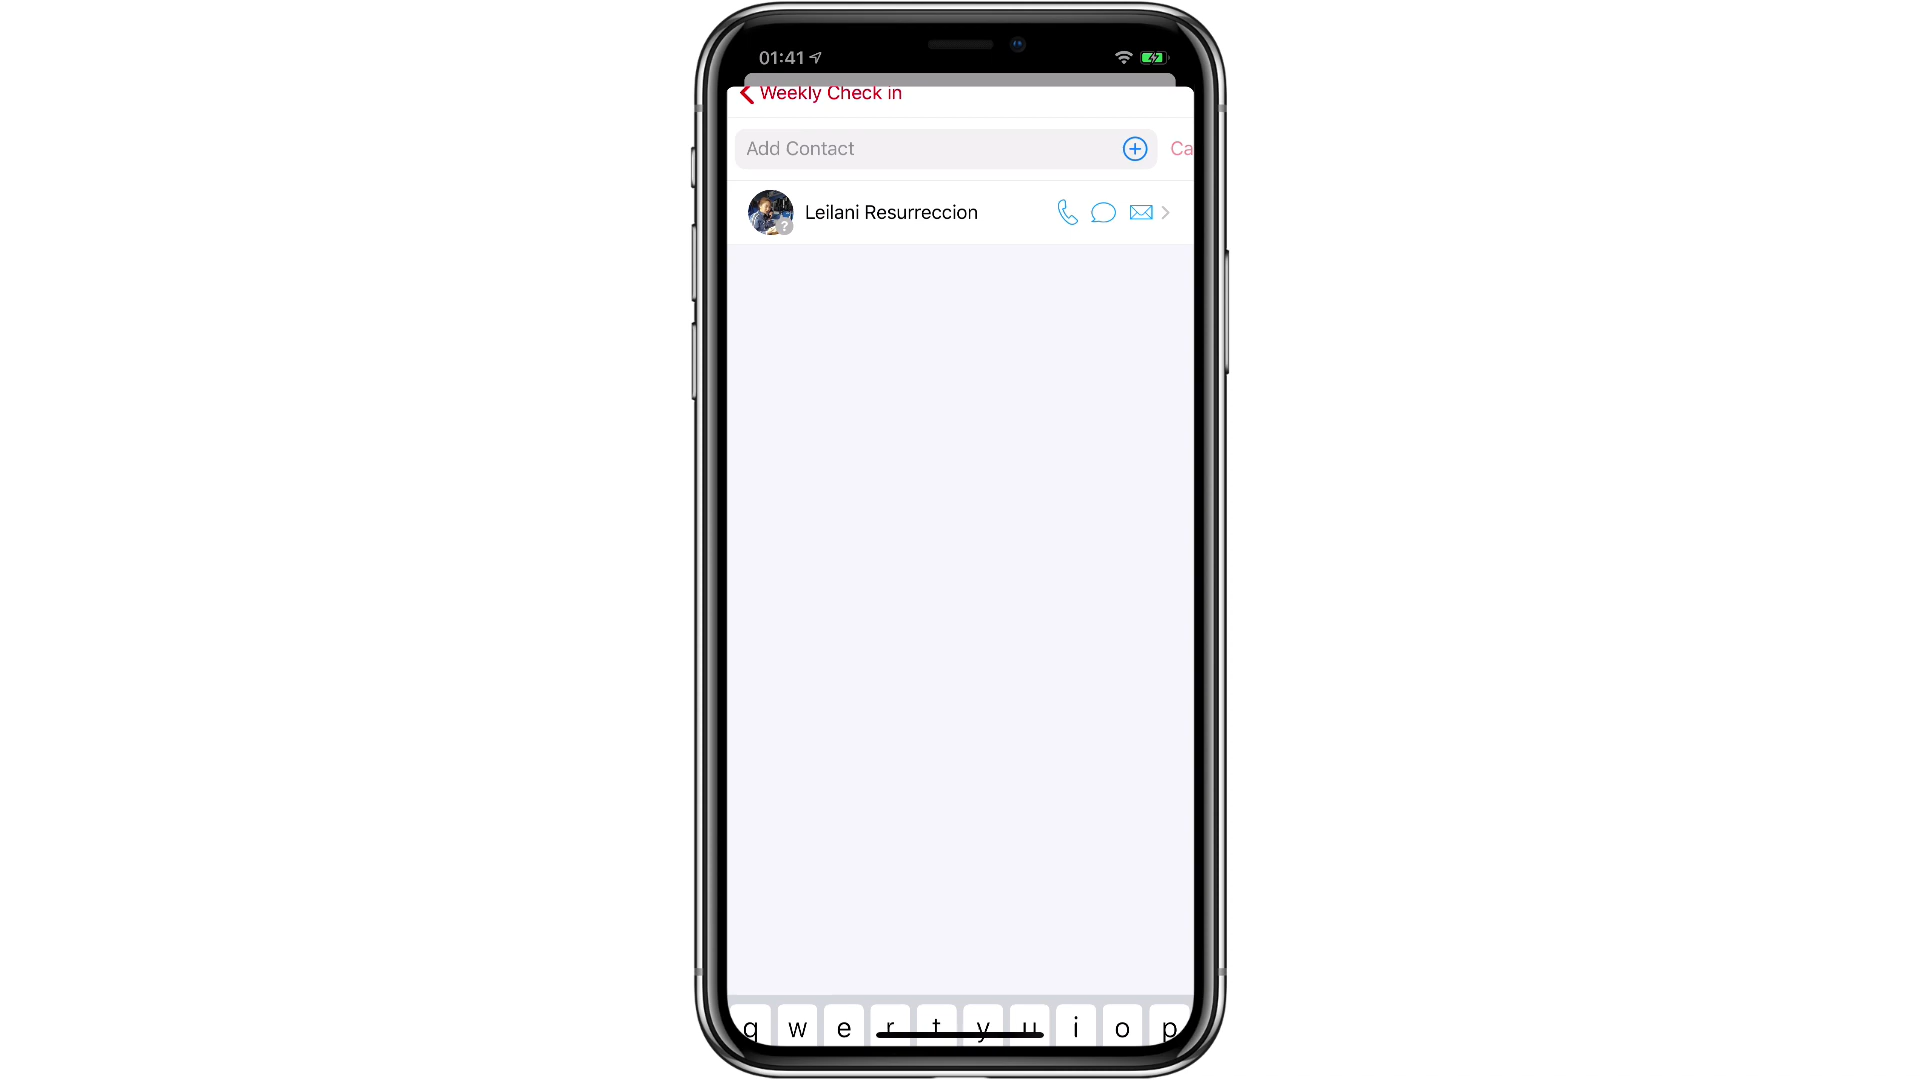 01:41
Weekly Check in
Add Contact
Ca
Leilani Resurreccion
?
q w e r t y u i o p